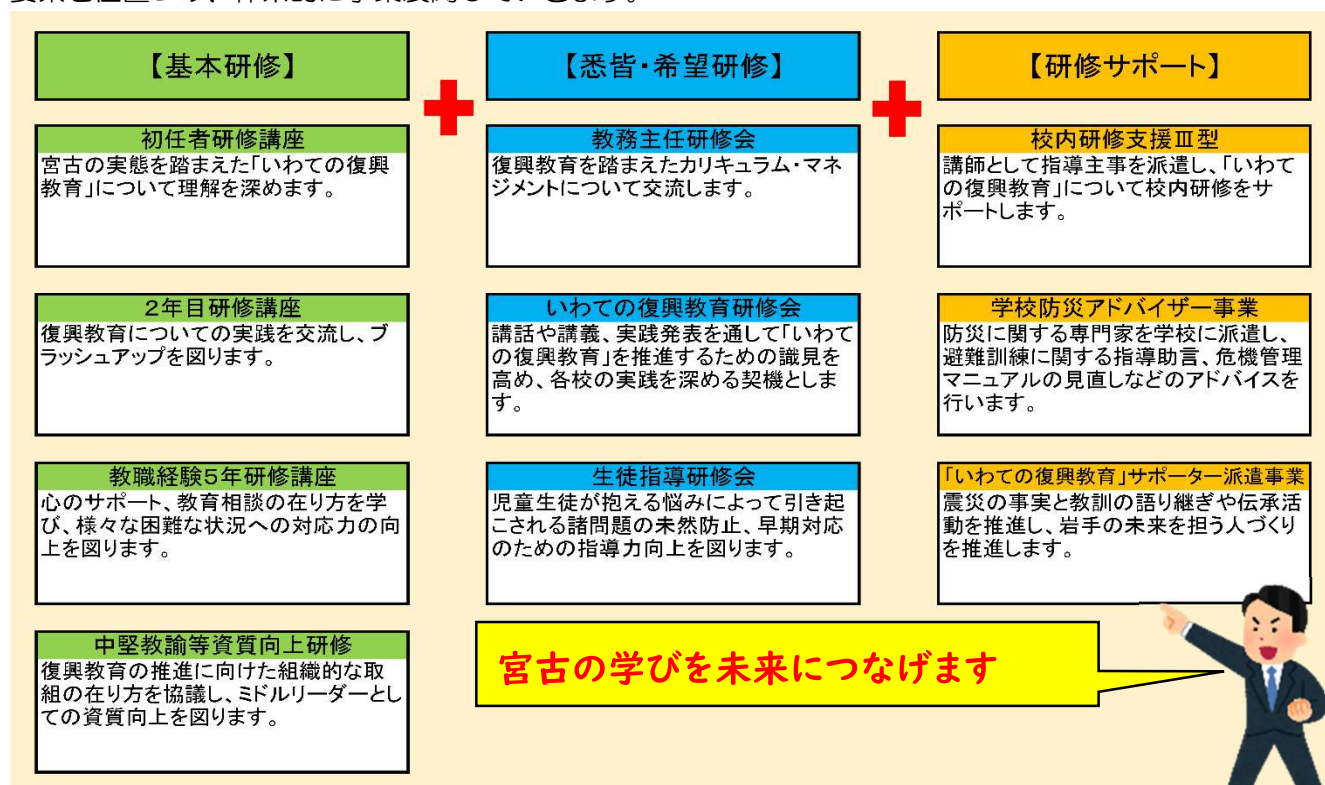 【基本研修】
初任者研修講座
宮古の実態を踏まえた「いわての復興
教育」について理解を深めます。
2年目研修講座
復興教育についての実践を交流し、ブ
ラッシュアップを図ります。
教職経験5年研修講座
心のサポート、教育相談の在り方を学
び、様々な困難な状況への対応力の向
上を図ります。
中堅教諭等資質向上研修
復興教育の推進に向けた組織的な取
組の在り方を協議し、ミドルリーダーとし
ての資質向上を図ります。
【悉皆・希望研修】
教務主任研修会
復興教育を踏まえたカリキュラム・マネ
ジメントについて交流します。
いわての復興教育研修会
講話や講義、実践発表を通して「いわて
の復興教育」を推進するための識見を
高め、各校の実践を深める契機としま
す。
生徒指導研修会
児童生徒が抱える悩みによって引き起
こされる諸問題の未然防止、早期対応
のための指導力向上を図ります。
【研修サポート】
校内研修支援Ⅲ型
講師として指導主事を派遣し、「いわて
の復興教育」について校内研修をサ
ポートします。
学校防災アドバイザー事業
防災に関する専門家を学校に派遣し、
避難訓練に関する指導助言、危機管理
マニュアルの見直しなどのアドバイスを
行います。
「いわての復興教育」サポーター派遣事業
震災の事実と教訓の語り継ぎや伝承活
動を推進し、岩手の未来を担う人づくり
を推進します。
宮古の学びを未来につなげます